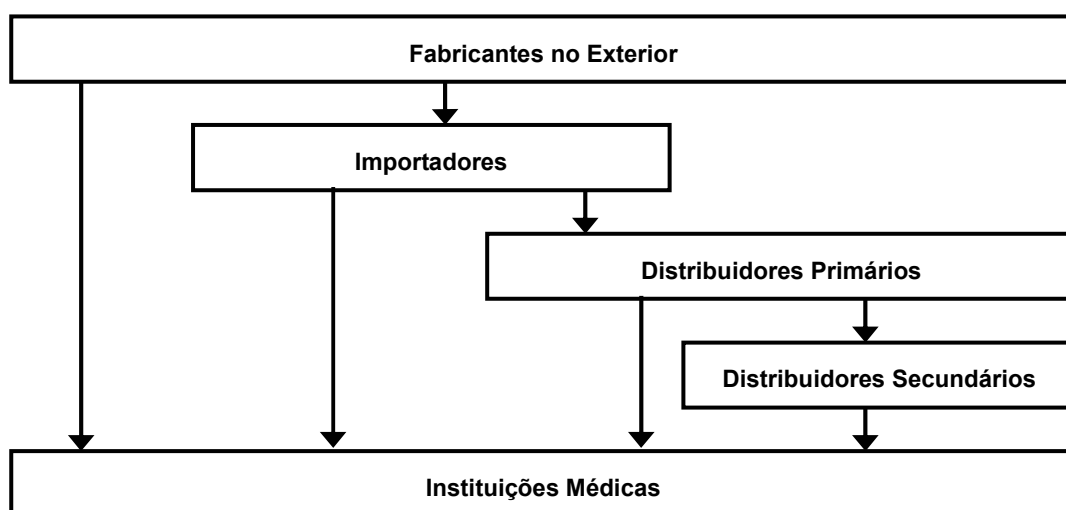 Fabricantes no Exterior
Importadores
Distribuidores Primários
Distribuidores Secundários
Instituições Médicas